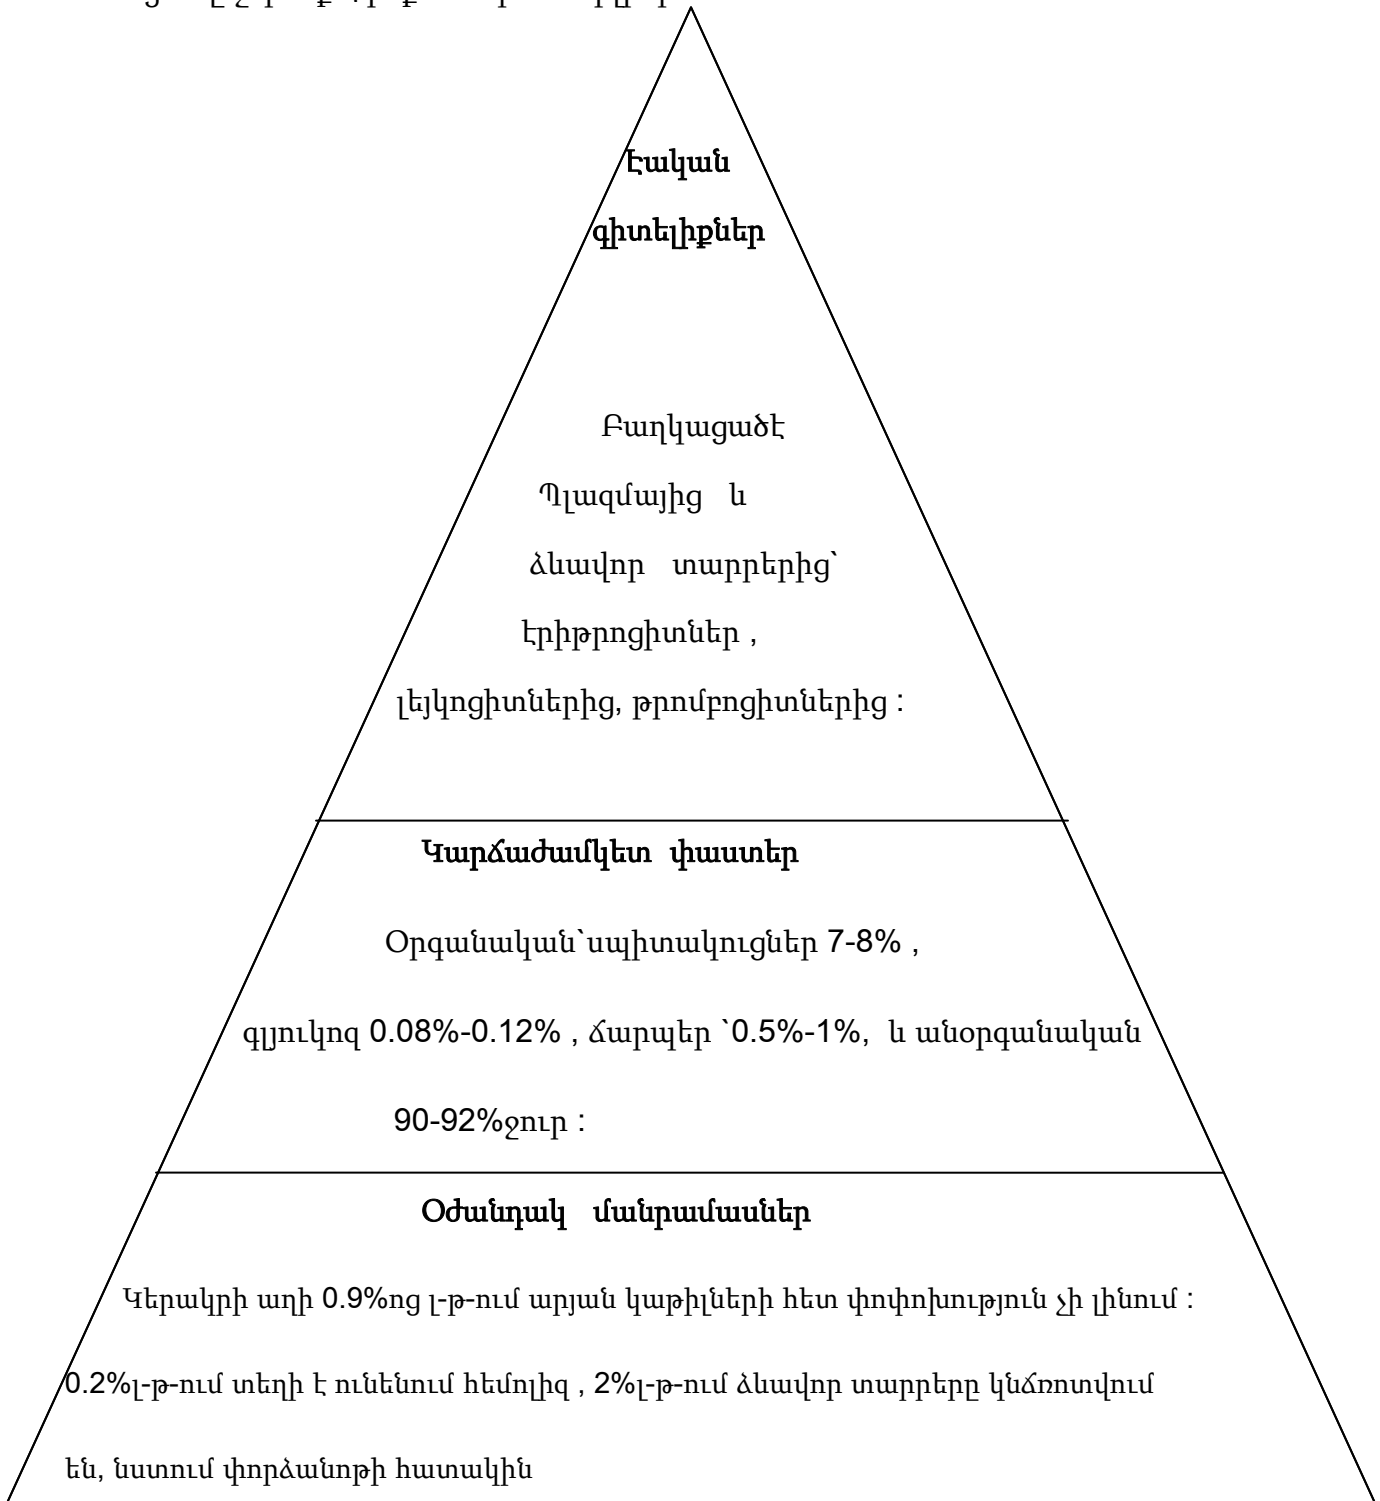 Էական
գիտելիքներ
Բաղկացածէ
Պլազմայից և
ձևավոր տարրերից՝
էրիթրոցիտներ ,
լեյկոցիտներից, թրոմբոցիտներից :
Կարճաժամկետ փաստեր
Օրգանական`սպիտակուցներ 7-8% ,
գլյուկոզ 0.08%-0.12% , ճարպեր `0.5%-1%, և անօրգանական
90-92%ջուր :
Օժանդակ մանրամասներ
Կերակրի աղի 0.9%ոց լ-թ-ում արյան կաթիլների հետ փոփոխություն չի լինում :
0.2%լ-թ-ում տեղի է ունենում հեմոլիզ , 2%լ-թ-ում ձևավոր տարրերը կնճռոտվում
են, նստում փորձանոթի հատակին